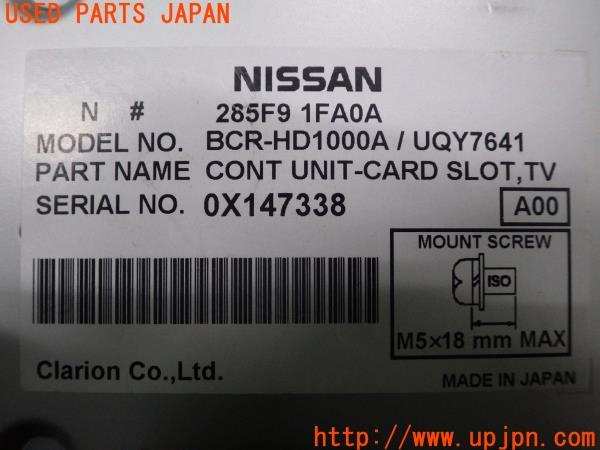 USED PARTS JAPAN
NISSAN
N # 285F9 1FA0A
MODEL NO. BCR-HD1000A / UQY7641
PART NAME CONT UNIT-CARD SLOT,TV
SERIAL NO. 0X147338 A00
MOUNT SCREW
ISO
M5×18 mm MAX
Clarion Co.,Ltd.
MADE IN JAPAN
http://www.upjpn.com